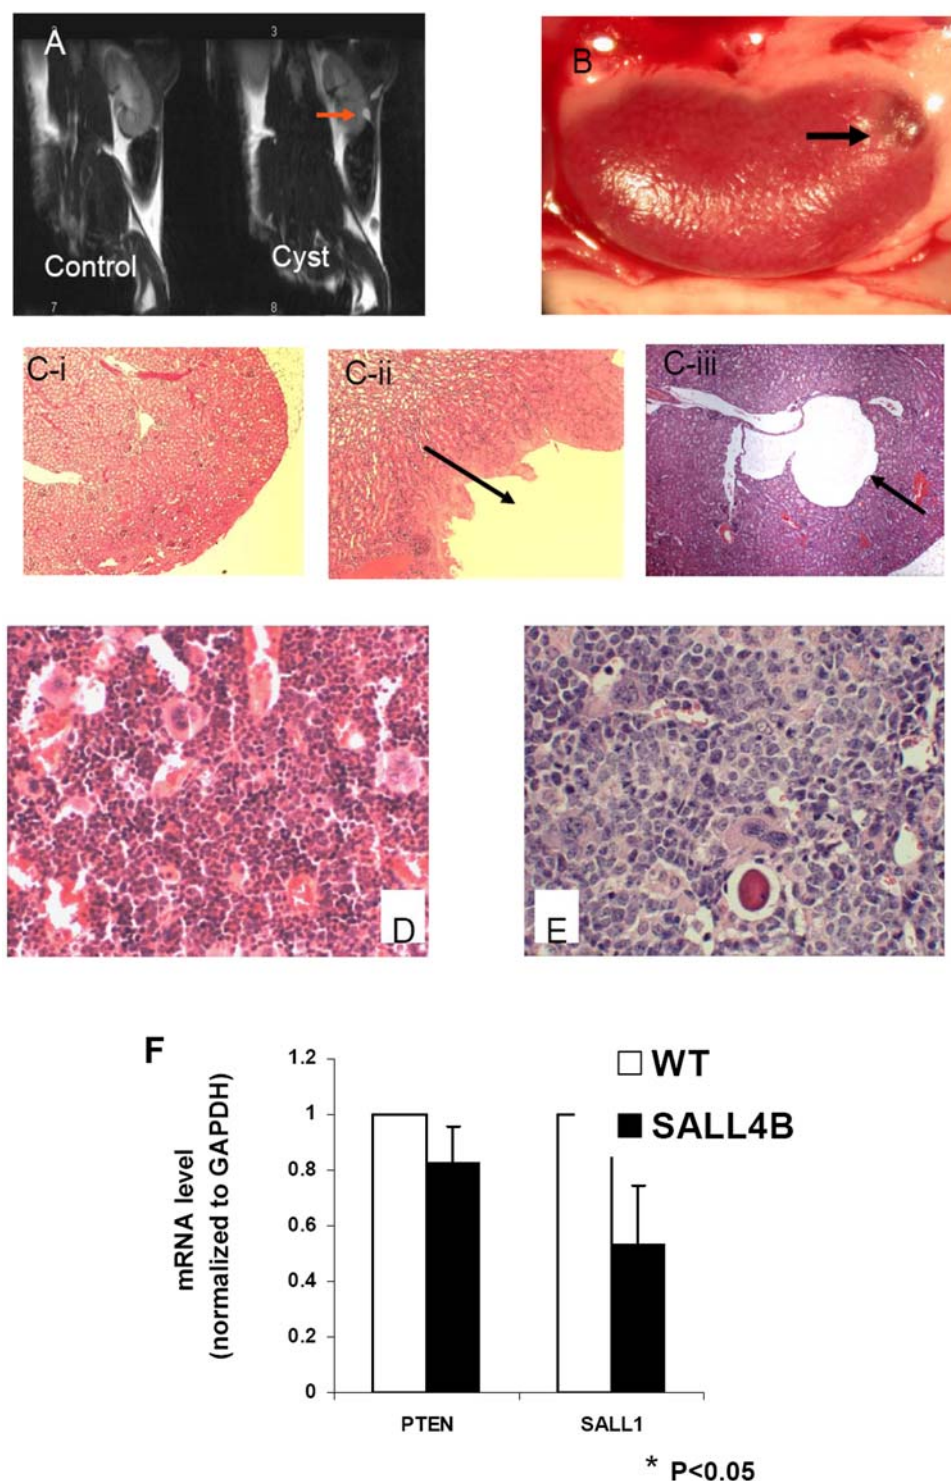 A
2
3
Control
Cyst
7
8
B
C-i
C-ii
C-iii
D
E
F
mRNA level
(normalized to GAPDH)
1.2
1
0.8
0.6
0.4
0.2
0
WT
SALL4B
PTEN
SALL1
* P<0.05